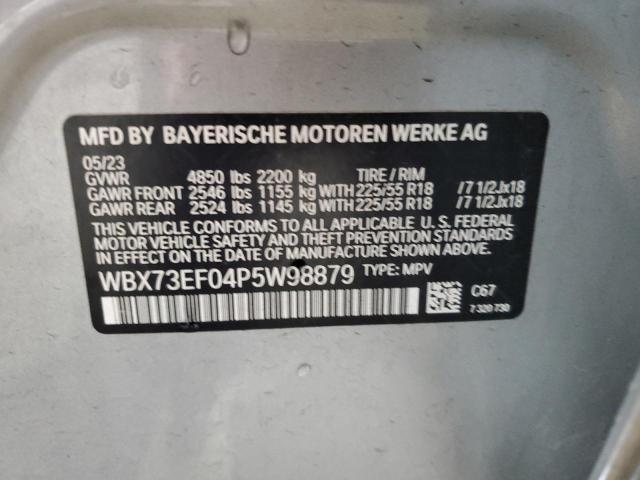 MFD BY BAYERISCHE MOTOREN WERKE AG
05/23
GVWR 4850 lbs 2200 kg TIRE / RIM
GAWR FRONT 2546 lbs 1155 kg WITH 225/55 R18 /7 1/2Jx18
GAWR REAR 2524 lbs 1145 kg WITH 225/55 R18 /7 1/2Jx18
THIS VEHICLE CONFORMS TO ALL APPLICABLE U. S. FEDERAL
MOTOR VEHICLE SAFETY AND THEFT PREVENTION STANDARDS
IN EFFECT ON THE DATE OF MANUFACTURE SHOWN ABOVE.
WBX73EF04P5W98879 TYPE: MPV
C67
7 320 730